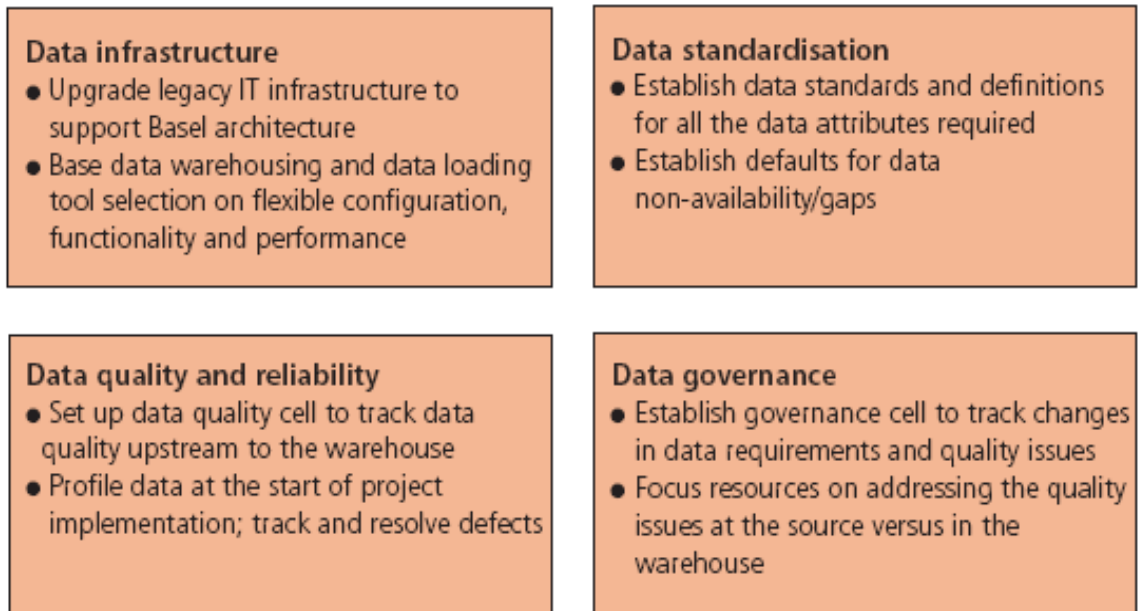 Data infrastructure
● Upgrade legacy IT infrastructure to
support Basel architecture
● Base data warehousing and data loading
tool selection on flexible configuration,
functionality and performance
Data standardisation
● Establish data standards and definitions
for all the data attributes required
● Establish defaults for data
non-availability/gaps
Data quality and reliability
● Set up data quality cell to track data
quality upstream to the warehouse
● Profile data at the start of project
implementation; track and resolve defects
Data governance
● Establish governance cell to track changes
in data requirements and quality issues
● Focus resources on addressing the quality
issues at the source versus in the
warehouse